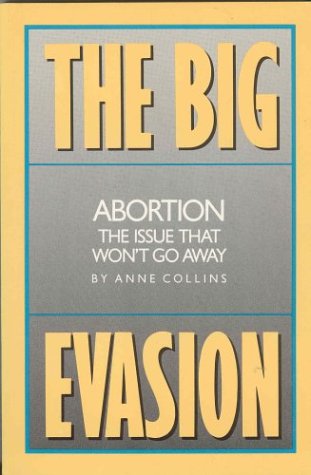 THE BIG
ABORTION
THE ISSUE THAT
WON'T GO AWAY
BY ANNE COLLINS
EVASION